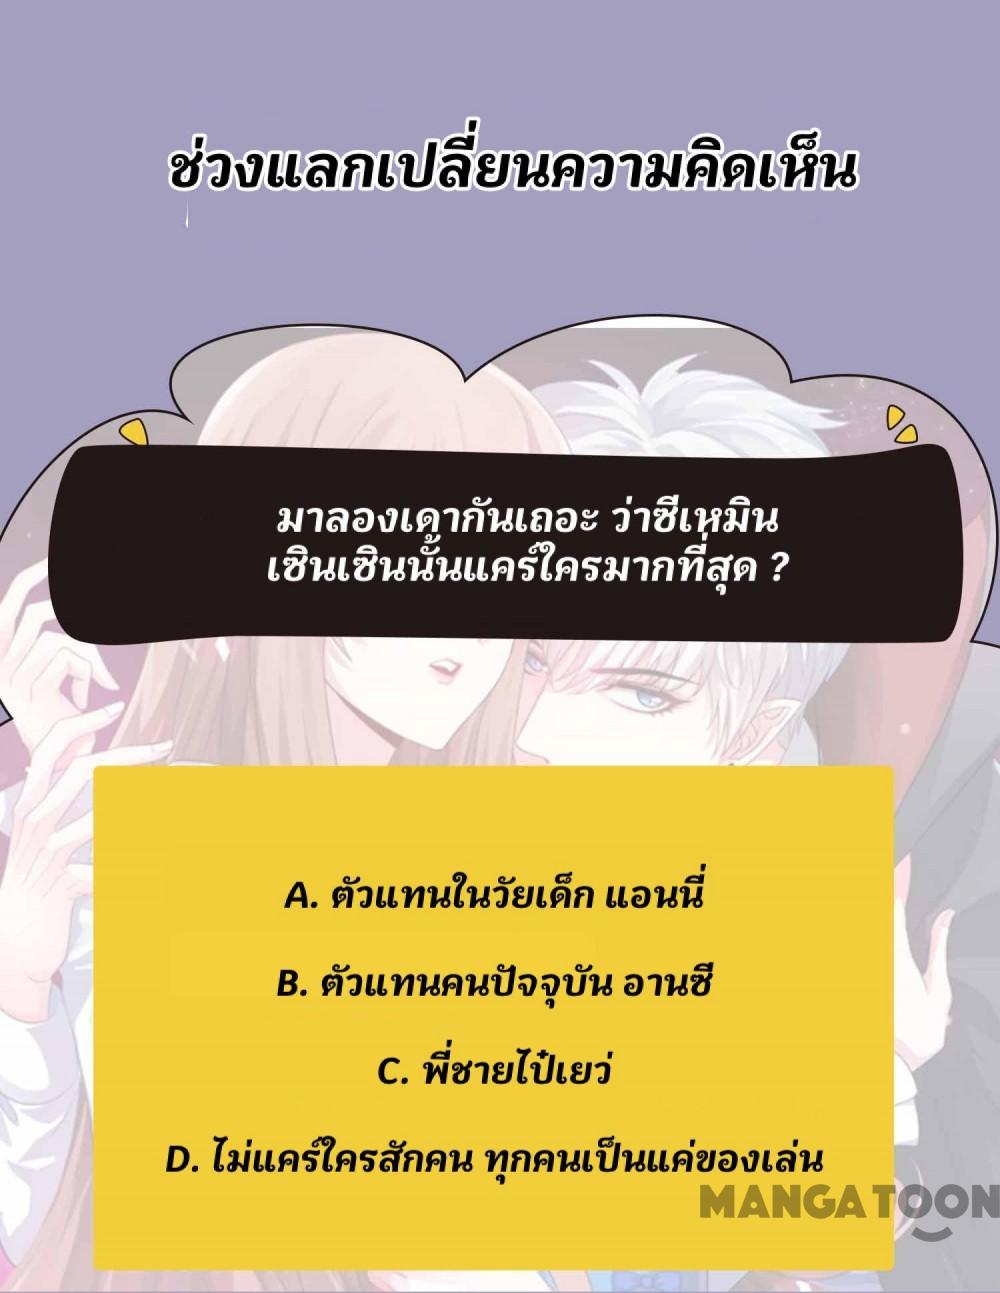 ช่วงแลกเปลี่ยนความคิดเห็น
มาลองเดากันเถอะ ว่าซีเหมิน
เซินเซินนั้นแคร์ใครมากที่สุด ?
A. ตัวแทนในวัยเด็ก แอนนี่
B. ตัวแทนคนปัจจุบัน อานซี
C. พี่ชายไป๋เยว่
D. ไม่แคร์ใครสักคน ทุกคนเป็นแค่ของเล่น
MANGATOON